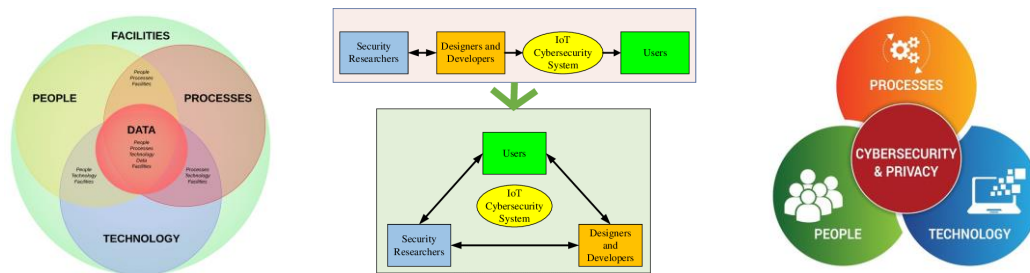 FACILITIES
People
Processes
Facilities
PEOPLE
PROCESSES
DATA
People
Processes
Technology
Data
Facilities
People
Technology
Facilities
Processes
Technology
Facilities
TECHNOLOGY
Security
Researchers
Designers and
Developers
IoT
Cybersecurity
System
Users
Users
IoT
Cybersecurity
System
Security
Researchers
Designers
and
Developers
PROCESSES
CYBERSECURITY
& PRIVACY
PEOPLE
TECHNOLOGY